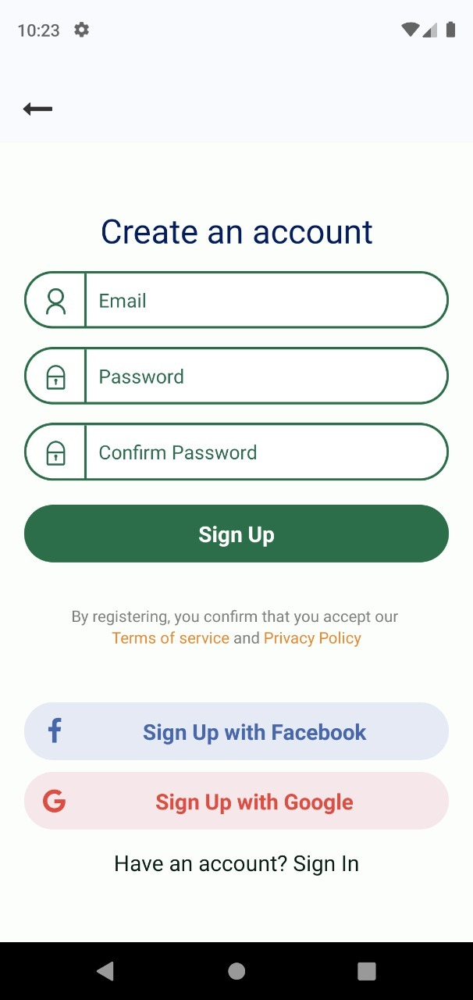 10:23
Create an account
Email
Password
Confirm Password
Sign Up
By registering, you confirm that you accept our
Terms of service and Privacy Policy
Sign Up with Facebook
Sign Up with Google
Have an account? Sign In